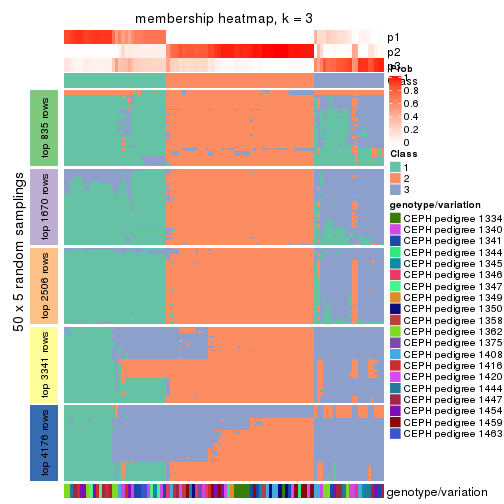 membership heatmap, k = 3
p1
p2
p3
Prob
Class
1
0.8
0.6
0.4
0.2
0
Class
1
2
3
genotype/variation
CEPH pedigree 1334
CEPH pedigree 1340
CEPH pedigree 1341
CEPH pedigree 1344
CEPH pedigree 1345
CEPH pedigree 1346
CEPH pedigree 1347
CEPH pedigree 1349
CEPH pedigree 1350
CEPH pedigree 1358
CEPH pedigree 1362
CEPH pedigree 1375
CEPH pedigree 1408
CEPH pedigree 1416
CEPH pedigree 1420
CEPH pedigree 1444
CEPH pedigree 1447
CEPH pedigree 1454
CEPH pedigree 1459
CEPH pedigree 1463
50 x 5 random samplings
top 835 rows
top 1670 rows
top 2506 rows
top 3341 rows
top 4176 rows
genotype/variation